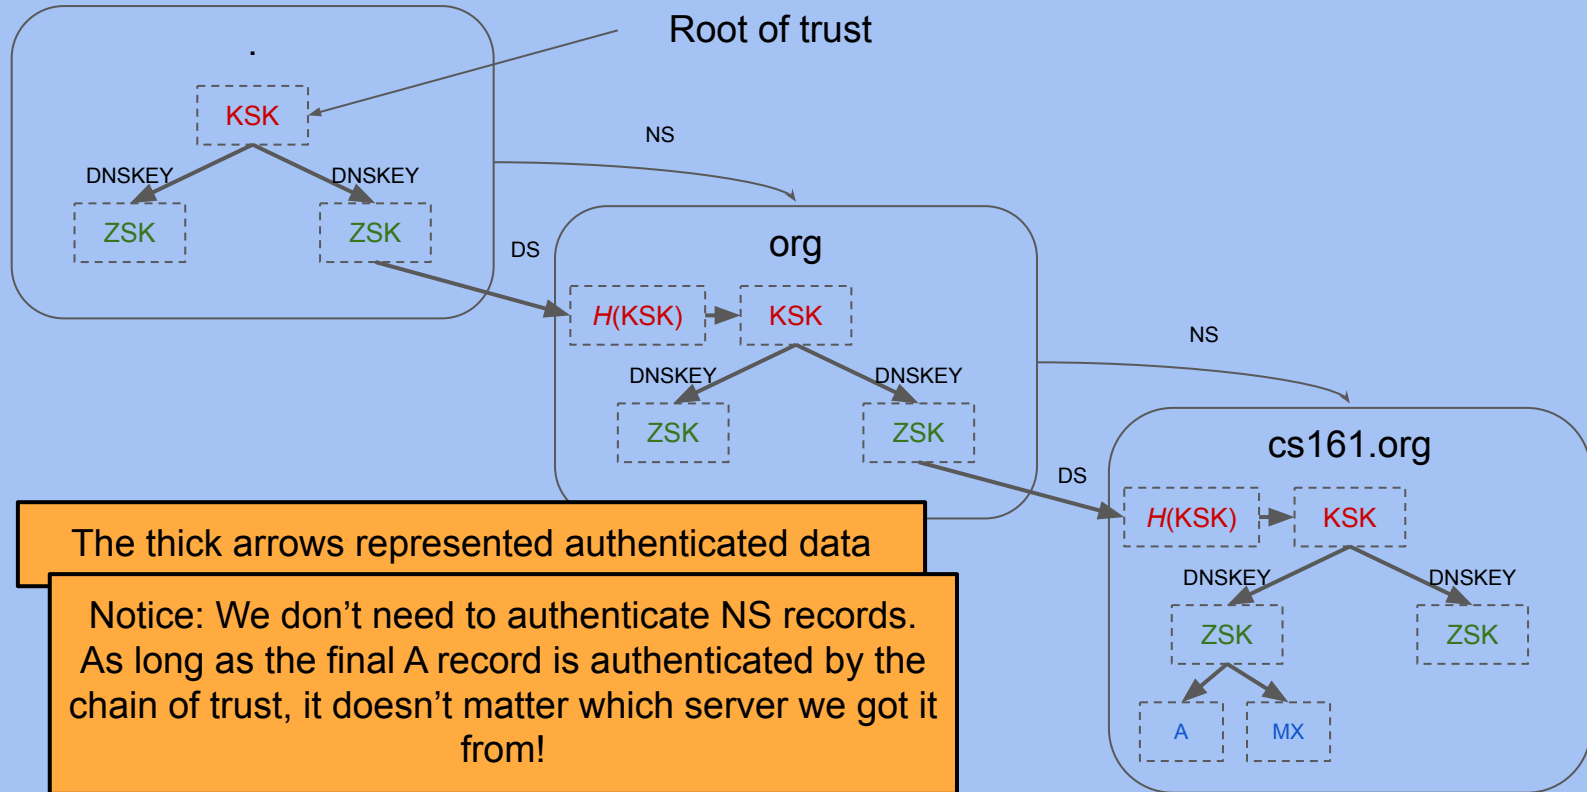 Root of trust
.
KSK
DNSKEY
DNSKEY
ZSK
ZSK
NS
DS
org
H(KSK)
KSK
DNSKEY
DNSKEY
ZSK
ZSK
NS
DS
cs161.org
H(KSK)
KSK
DNSKEY
DNSKEY
ZSK
ZSK
A
MX
The thick arrows represented authenticated data
Notice: We don’t need to authenticate NS records.
As long as the final A record is authenticated by the
chain of trust, it doesn’t matter which server we got it
from!